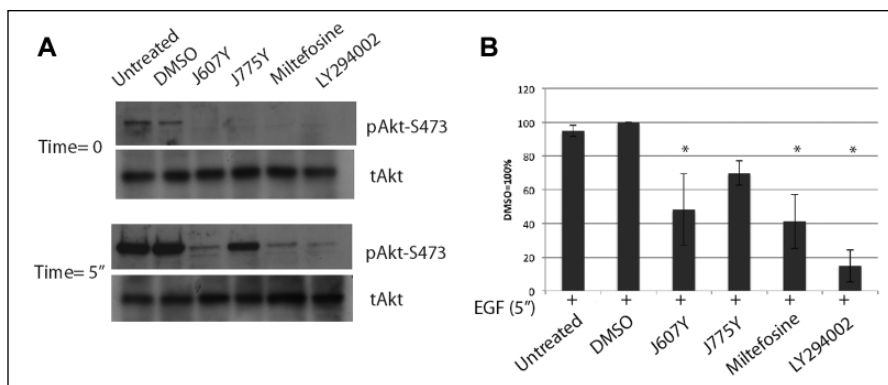 A
Untreated
DMSO
J607Y
J775Y
Miltefosine
LY294002
Time= 0
pAkt-S473
tAkt
Time= 5″
pAkt-S473
tAkt
B
DMSO=100%
120
100
80
60
40
20
0
*
*
*
EGF (5″) + + + + + +
Untreated
DMSO
J607Y
J775Y
Miltefosine
LY294002